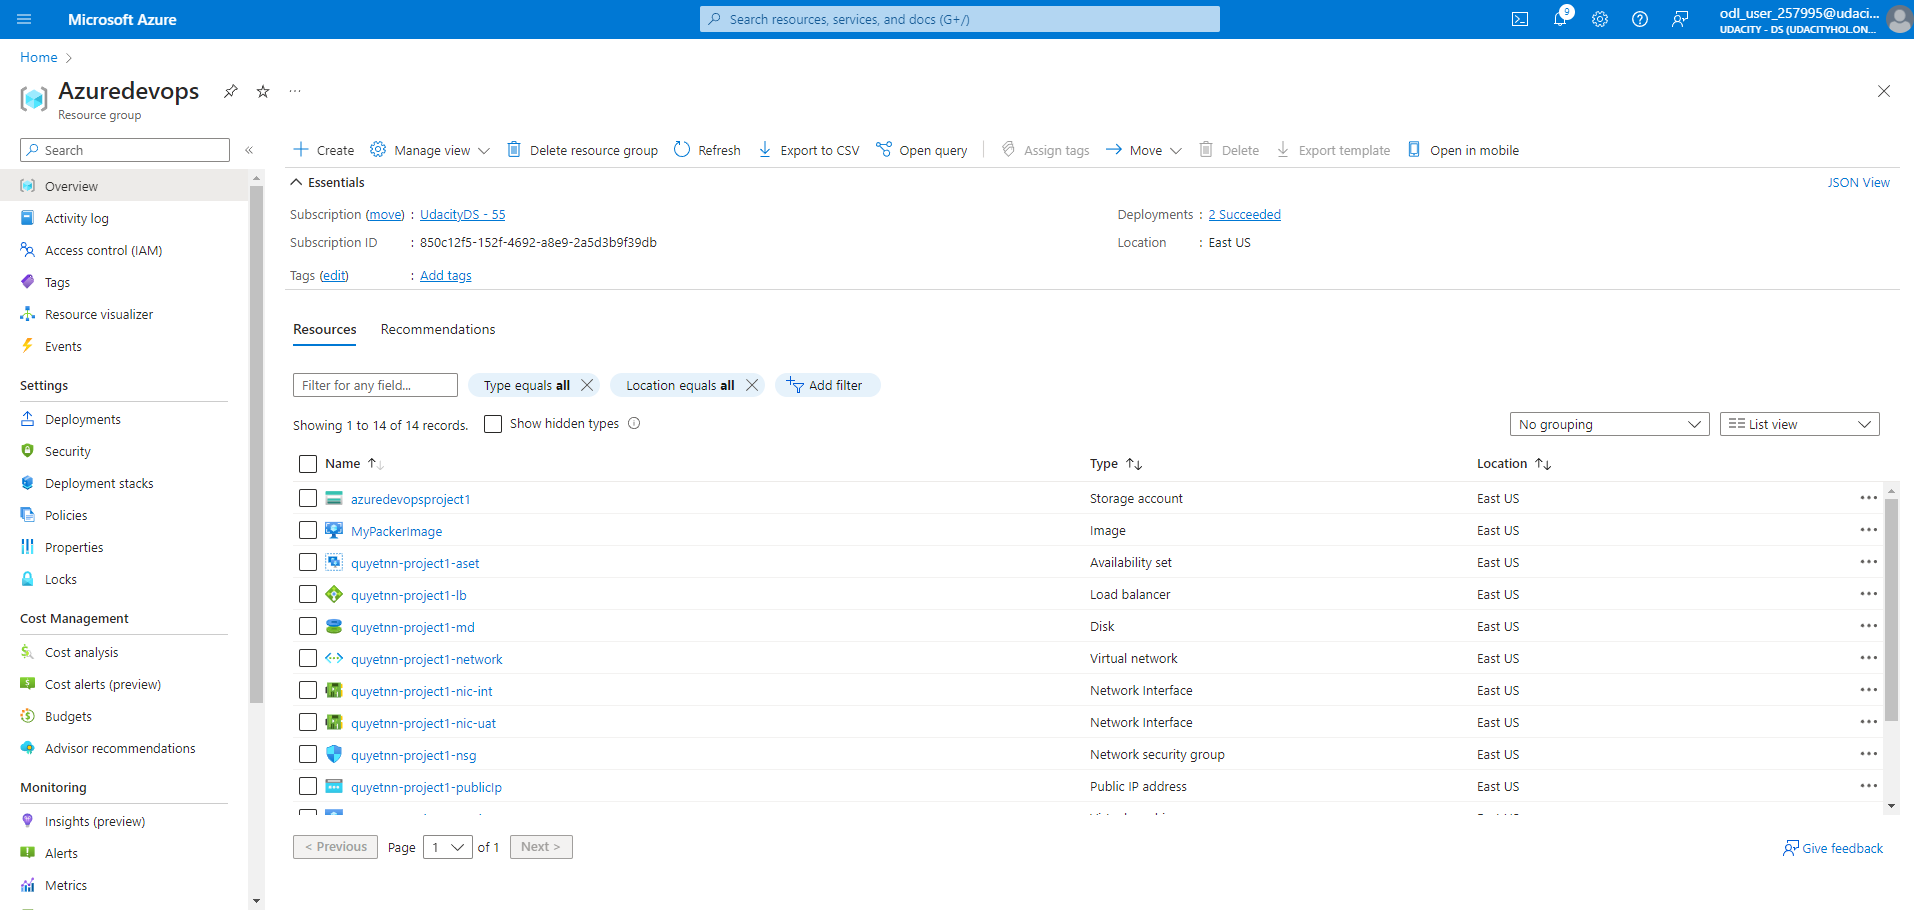 Microsoft Azure
Search resources, services, and docs (G+/)
9
odl_user_257995@udaci...
UDACITY - DS (UDACITYHOL.ON...
Home
Azuredevops
Resource group
Search
Create
Manage view
Delete resource group
Refresh
Export to CSV
Open query
Assign tags
Move
Delete
Export template
Open in mobile
Overview
Activity log
Access control (IAM)
Tags
Resource visualizer
Events
Settings
Deployments
Security
Deployment stacks
Policies
Properties
Locks
Cost Management
Cost analysis
Cost alerts (preview)
Budgets
Advisor recommendations
Monitoring
Insights (preview)
Alerts
Metrics
Essentials
JSON View
Subscription (move) : UdacityDS - 55
Subscription ID : 850c12f5-152f-4692-a8e9-2a5d3b9f39db
Tags (edit) : Add tags
Deployments : 2 Succeeded
Location : East US
Resources
Recommendations
Filter for any field...
Type equals all
Location equals all
Add filter
Showing 1 to 14 of 14 records.
Show hidden types
No grouping
List view
Name Type Location
azuredevopsproject1 Storage account East US
MyPackerImage Image East US
quyetnn-project1-aset Availability set East US
quyetnn-project1-lb Load balancer East US
quyetnn-project1-md Disk East US
quyetnn-project1-network Virtual network East US
quyetnn-project1-nic-int Network Interface East US
quyetnn-project1-nic-uat Network Interface East US
quyetnn-project1-nsg Network security group East US
quyetnn-project1-publicIp Public IP address East US
< Previous
Page 1 of 1
Next >
Give feedback